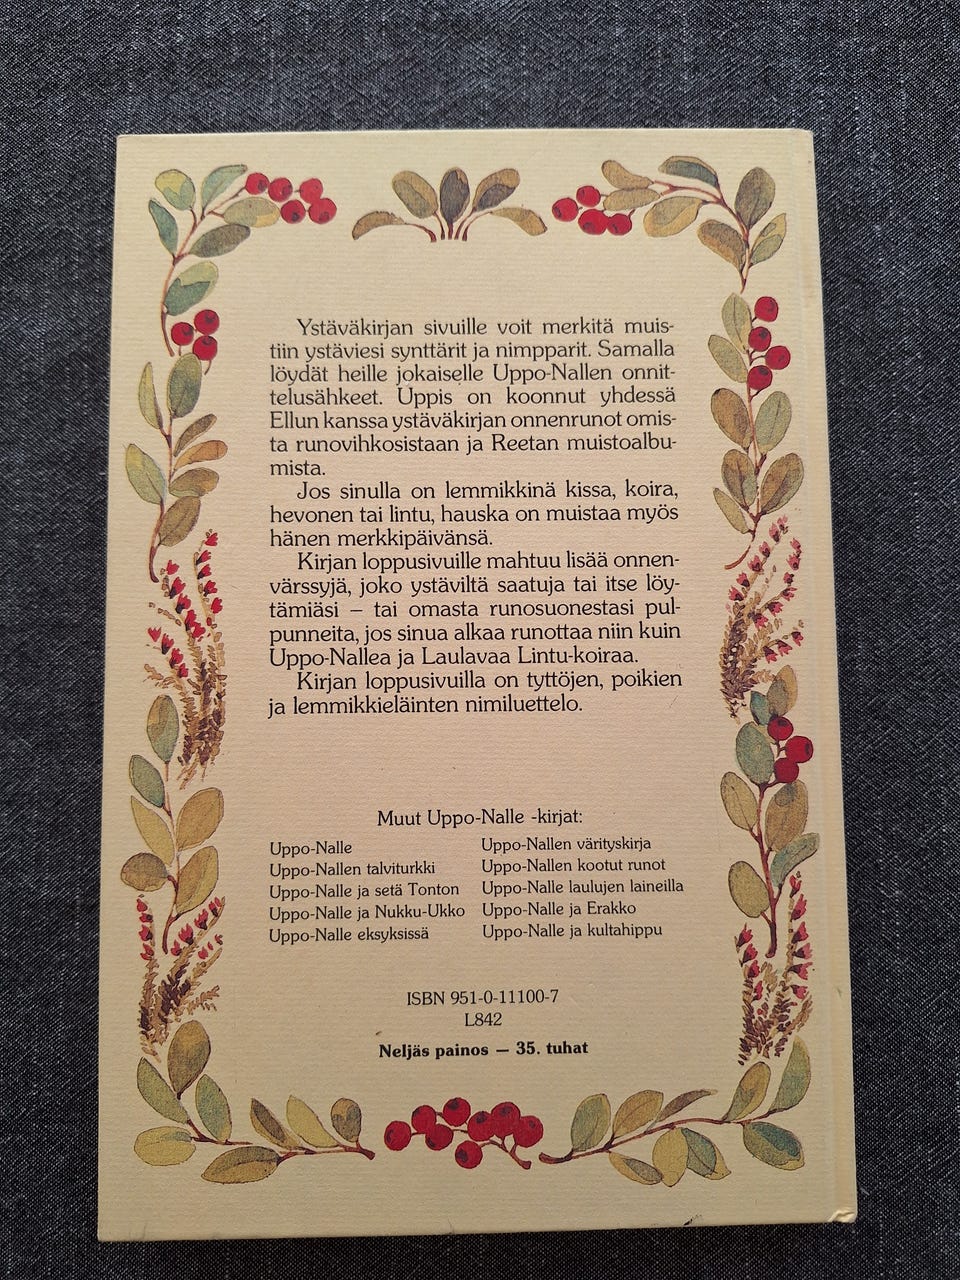 Ystäväkirjan sivuille voit merkitä muis-
tiin ystäviesi synttärit ja nimpparit. Samalla
löydät heille jokaiselle Uppo-Nallen onnit-
telusähkeet. Uppis on koonnut yhdessä
Ellun kanssa ystäväkirjan onnenrunot omis-
ta runovihkosistaan ja Reetan muistoalbu-
mista.
Jos sinulla on lemmikkinä kissa, koira,
hevonen tai lintu, hauska on muistaa myös
hänen merkkipäivänsä.
Kirjan loppusivuille mahtuu lisää onnen-
värssyjä, joko ystäviltä saatuja tai itse löy-
tämiäsi – tai omasta runosuonestasi pul-
punneita, jos sinua alkaa runottaa niin kuin
Uppo-Nallea ja Laulavaa Lintu-koiraa.
Kirjan loppusivuilla on tyttöjen, poikien
ja lemmikkieläinten nimiluettelo.
Muut Uppo-Nalle -kirjat:
Uppo-Nalle
Uppo-Nallen talviturkki
Uppo-Nalle ja setä Tonton
Uppo-Nalle ja Nukku-Ukko
Uppo-Nalle eksyksissä
Uppo-Nallen värityskirja
Uppo-Nallen kootut runot
Uppo-Nalle laulujen laineilla
Uppo-Nalle ja Erakko
Uppo-Nalle ja kultahippu
ISBN 951-0-11100-7
L842
Neljäs painos – 35. tuhat